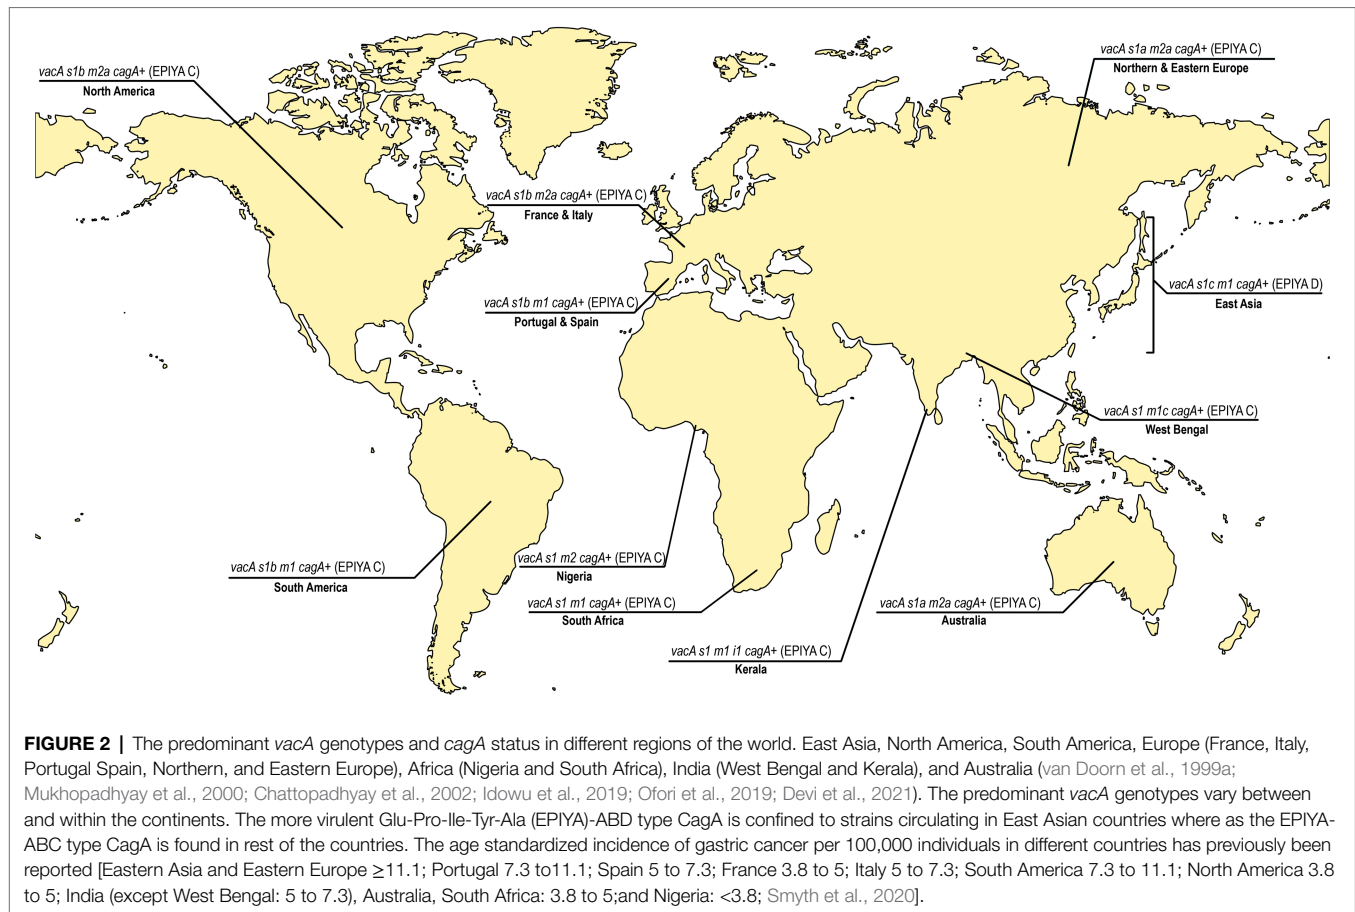 vacA s1b m2a cagA+ (EPIYA C)
North America
vacA s1a m2a cagA+ (EPIYA C)
Northern & Eastern Europe
vacA s1b m2a cagA+ (EPIYA C)
France & Italy
vacA s1b m1 cagA+ (EPIYA C)
Portugal & Spain
vacA s1c m1 cagA+ (EPIYA D)
East Asia
vacA s1 m1c cagA+ (EPIYA C)
West Bengal
vacA s1b m1 cagA+ (EPIYA C)
South America
vacA s1 m2 cagA+ (EPIYA C)
Nigeria
vacA s1 m1 cagA+ (EPIYA C)
South Africa
vacA s1a m2a cagA+ (EPIYA C)
Australia
vacA s1 m1 i1 cagA+ (EPIYA C)
Kerala
FIGURE 2 | The predominant vacA genotypes and cagA status in different regions of the world. East Asia, North America, South America, Europe (France, Italy,
Portugal Spain, Northern, and Eastern Europe), Africa (Nigeria and South Africa), India (West Bengal and Kerala), and Australia (van Doorn et al., 1999a;
Mukhopadhyay et al., 2000; Chattopadhyay et al., 2002; Idowu et al., 2019; Ofori et al., 2019; Devi et al., 2021). The predominant vacA genotypes vary between
and within the continents. The more virulent Glu-Pro-Ile-Tyr-Ala (EPIYA)-ABD type CagA is confined to strains circulating in East Asian countries where as the EPIYA-
ABC type CagA is found in rest of the countries. The age standardized incidence of gastric cancer per 100,000 individuals in different countries has previously been
reported [Eastern Asia and Eastern Europe ≥11.1; Portugal 7.3 to11.1; Spain 5 to 7.3; France 3.8 to 5; Italy 5 to 7.3; South America 7.3 to 11.1; North America 3.8
to 5; India (except West Bengal: 5 to 7.3), Australia, South Africa: 3.8 to 5;and Nigeria: <3.8; Smyth et al., 2020].